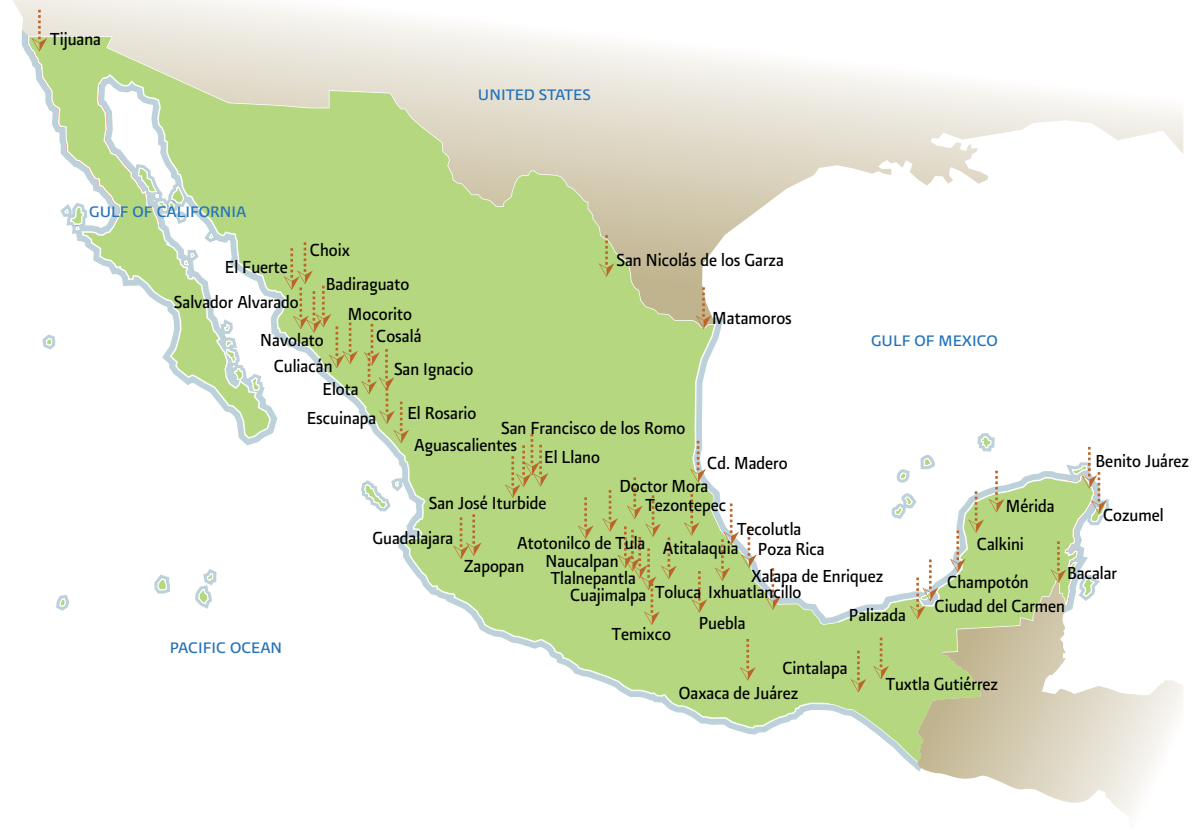 Tijuana
UNITED STATES
GULF OF CALIFORNIA
Choix
San Nicolás de los Garza
El Fuerte
Badiraguato
Salvador Alvarado
Mocorito
Matamoros
Navolato
Cosalá
GULF OF MEXICO
Culiacán
San Ignacio
Elota
Escuinapa
El Rosario
San Francisco de los Romo
Aguascalientes
El Llano
Cd. Madero
Benito Juárez
Doctor Mora
San José Iturbide
Tezontepec
Mérida
Cozumel
Guadalajara
Atotonilco de Tula
Atitalaquia
Tecolutla
Calkini
Poza Rica
Naucalpan
Zapopan
Tlalnepantla
Xalapa de Enriquez
Champotón
Bacalar
Cuajimalpa
Toluca
Ixhuatlancillo
Ciudad del Carmen
Palizada
Puebla
Temixco
PACIFIC OCEAN
Cintalapa
Tuxtla Gutiérrez
Oaxaca de Juárez